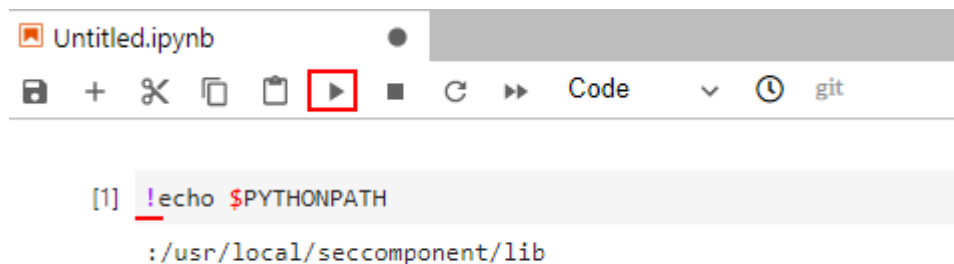 Untitled.ipynb
Code git
[1] !echo $PYTHONPATH
:/usr/local/seccomponent/lib